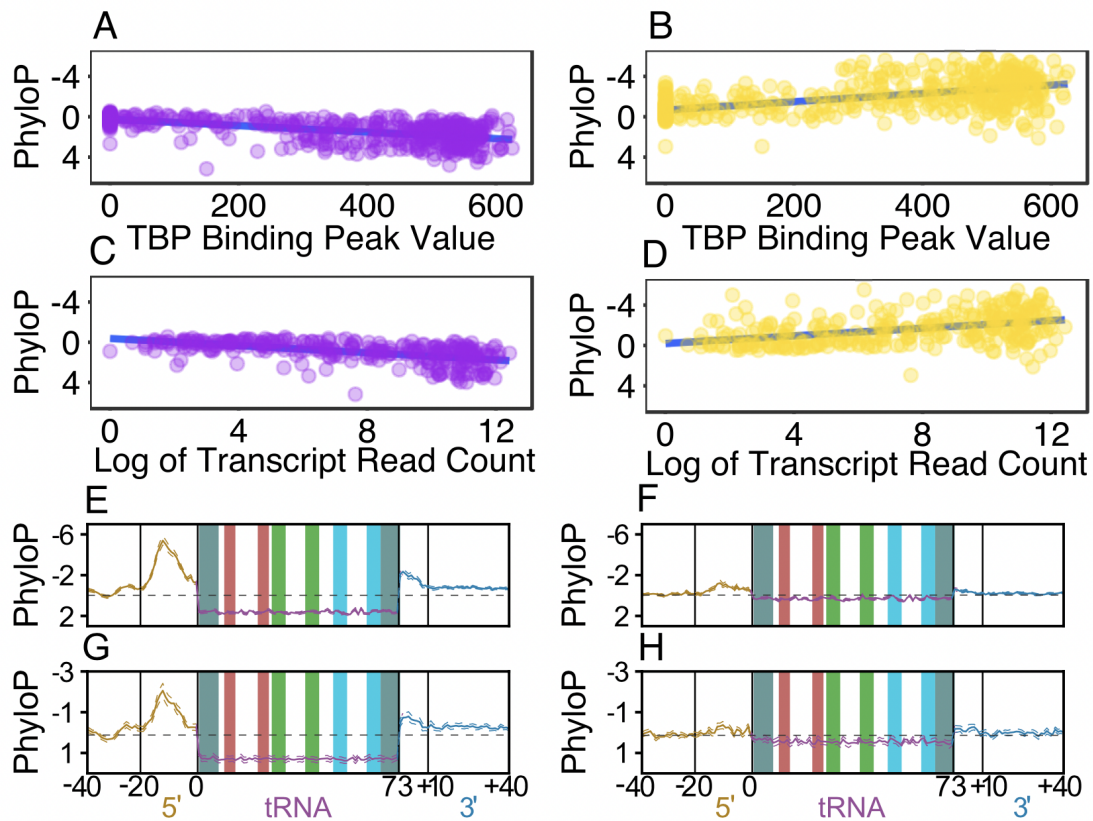 A
B
PhyloP
-4
0
4
0 200 400 600
TBP Binding Peak Value
PhyloP
-4
0
4
0 200 400 600
TBP Binding Peak Value
C
D
PhyloP
-4
0
4
0 4 8 12
Log of Transcript Read Count
PhyloP
-4
0
4
0 4 8 12
Log of Transcript Read Count
E
F
PhyloP
-6
-2
2
PhyloP
-6
-2
2
G
H
PhyloP
-3
-1
1
-40 -20 0 73 +10 +40
5' tRNA 3'
PhyloP
-3
-1
1
-40 -20 0 73 +10 +40
5' tRNA 3'